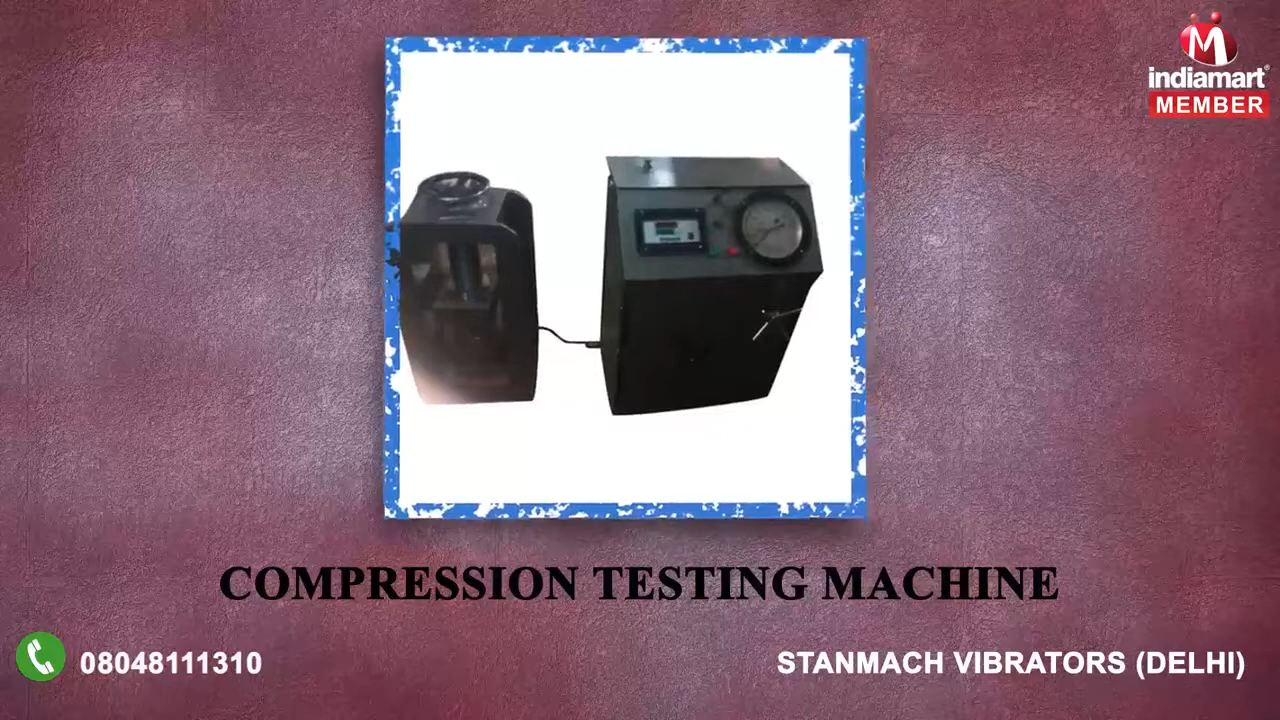 indiamart
MEMBER
COMPRESSION TESTING MACHINE
08048111310
STANMACH VIBRATORS (DELHI)